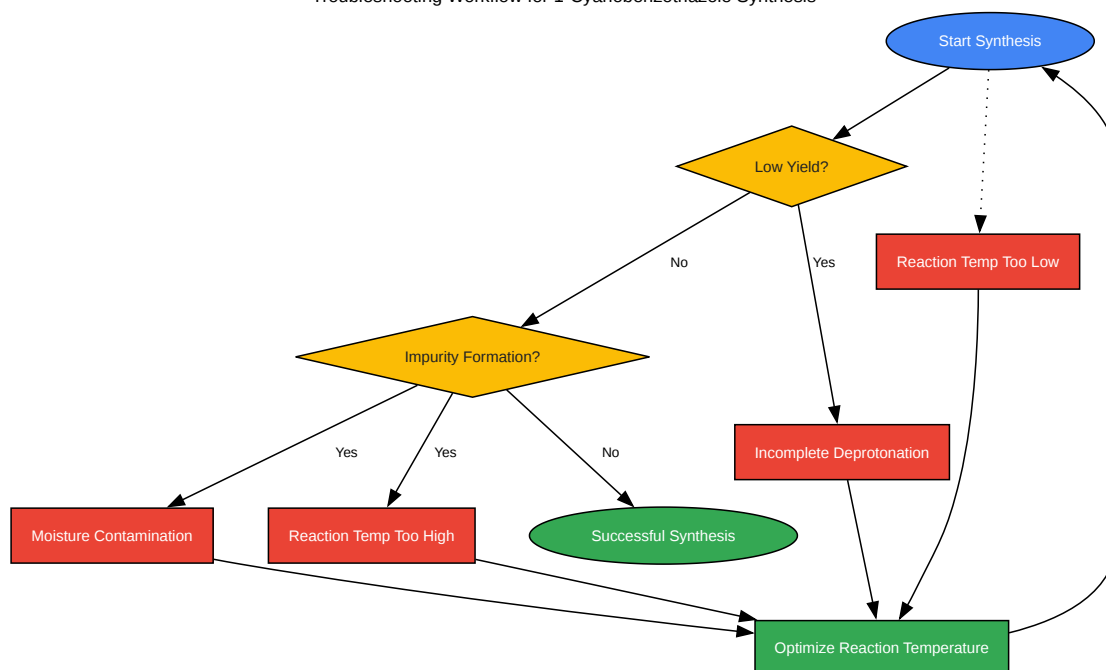 Start Synthesis
Low Yield?
Reaction Temp Too Low
No
Yes
Impurity Formation?
Yes
Yes
No
Incomplete Deprotonation
Moisture Contamination
Reaction Temp Too High
Successful Synthesis
Optimize Reaction Temperature